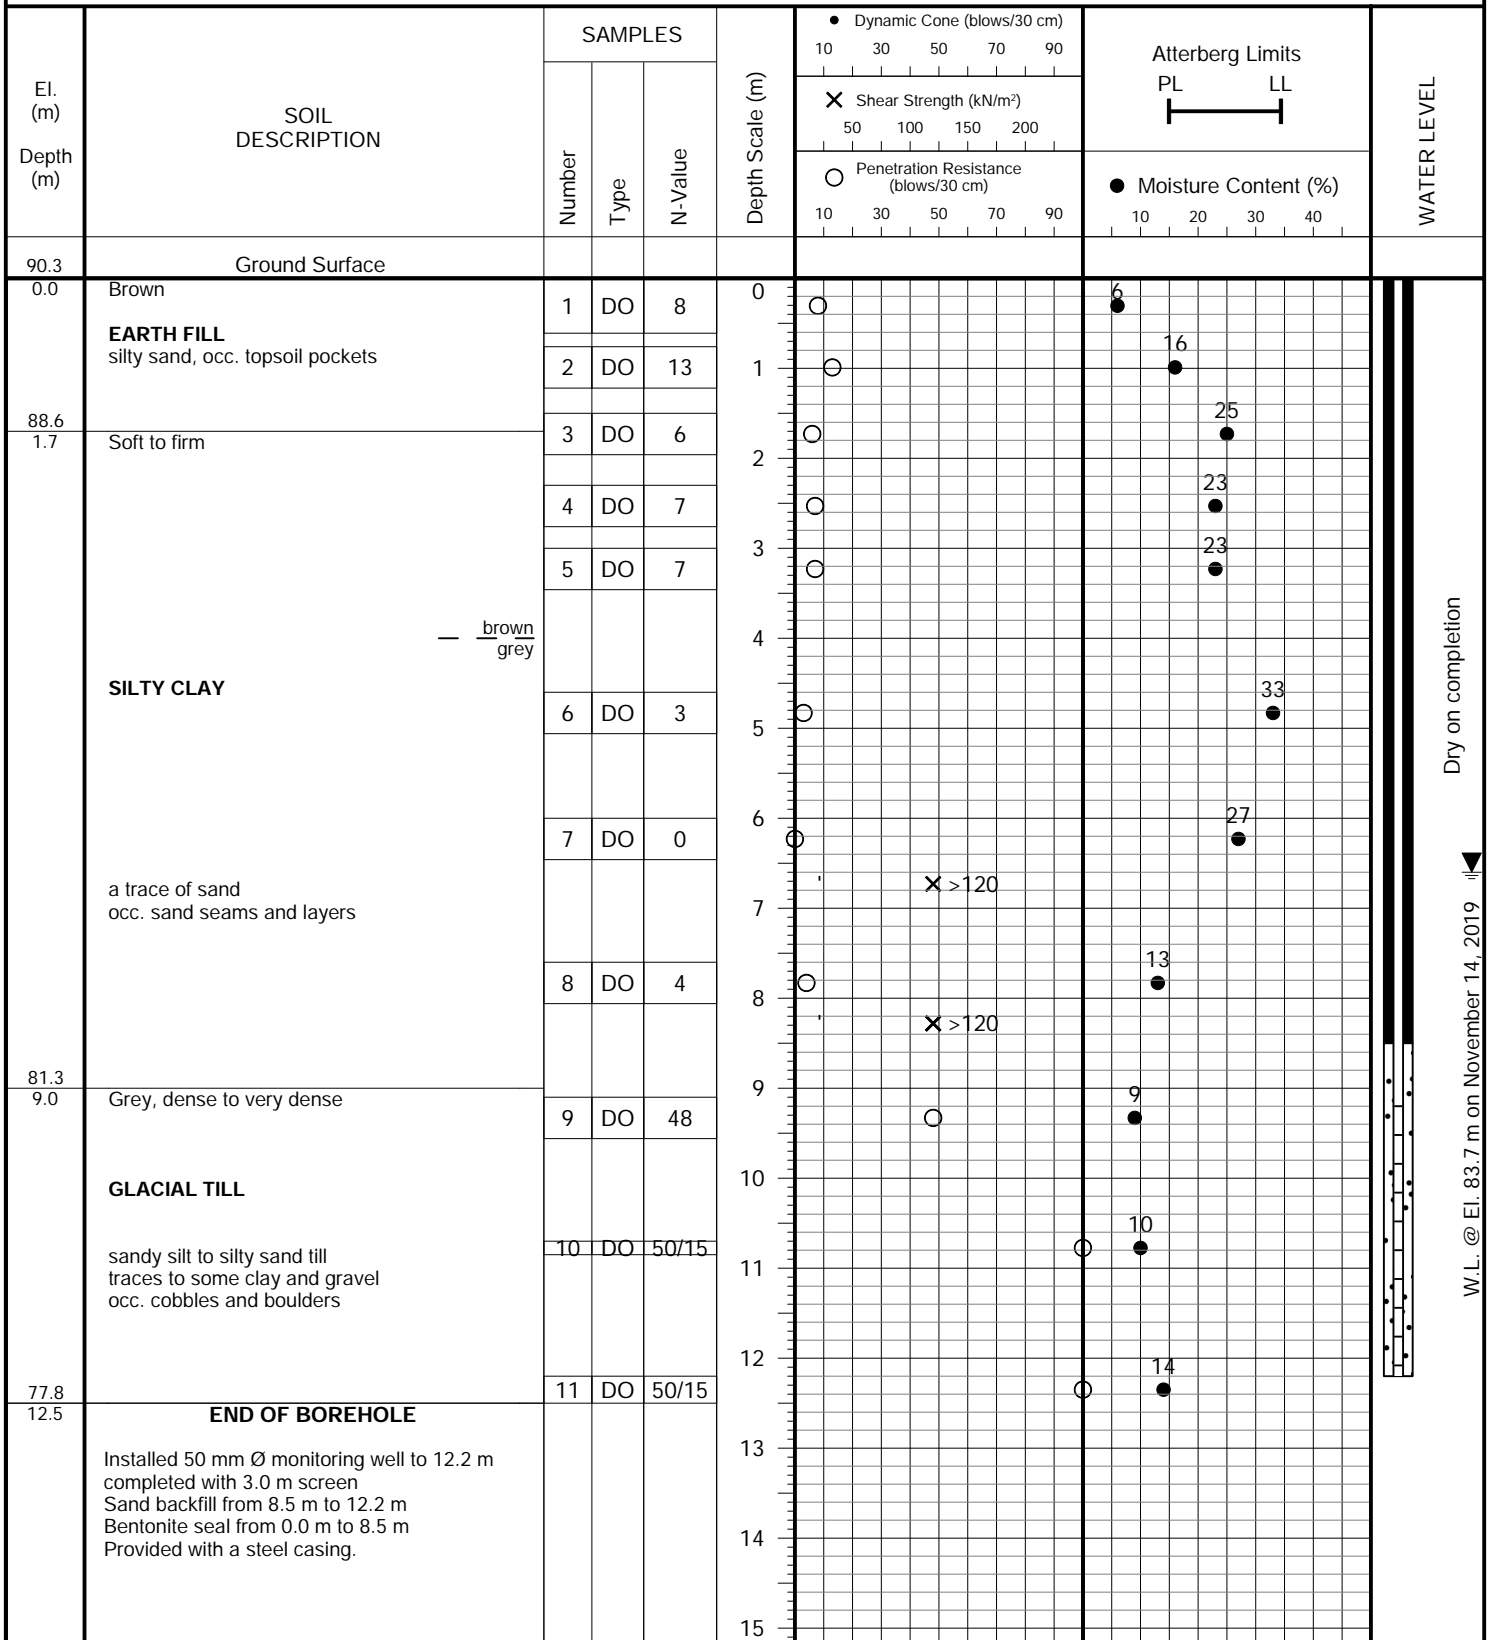 El.
(m)
Depth
(m)
SOIL
DESCRIPTION
SAMPLES
Number
Type
N-Value
Depth Scale (m)
Dynamic Cone (blows/30 cm)
10 30 50 70 90
Shear Strength (kN/m²)
50 100 150 200
Penetration Resistance
(blows/30 cm)
10 30 50 70 90
Atterberg Limits
PL LL
Moisture Content (%)
10 20 30 40
WATER LEVEL
90.3 Ground Surface
0.0 Brown
EARTH FILL
silty sand, occ. topsoil pockets
88.6
1.7 Soft to firm
brown
grey
SILTY CLAY
a trace of sand
occ. sand seams and layers
81.3
9.0 Grey, dense to very dense
GLACIAL TILL
sandy silt to silty sand till
traces to some clay and gravel
occ. cobbles and boulders
77.8
12.5 END OF BOREHOLE
Installed 50 mm Ø monitoring well to 12.2 m
completed with 3.0 m screen
Sand backfill from 8.5 m to 12.2 m
Bentonite seal from 0.0 m to 8.5 m
Provided with a steel casing.
1 DO 8
2 DO 13
3 DO 6
4 DO 7
5 DO 7
6 DO 3
7 DO 0
8 DO 4
9 DO 48
10 DO 50/15
11 DO 50/15
0
1
2
3
4
5
6
7
8
9
10
11
12
13
14
15
>120
>120
6
16
25
23
23
33
27
13
9
10
14
Dry on completion
W.L. @ El. 83.7 m on November 14, 2019